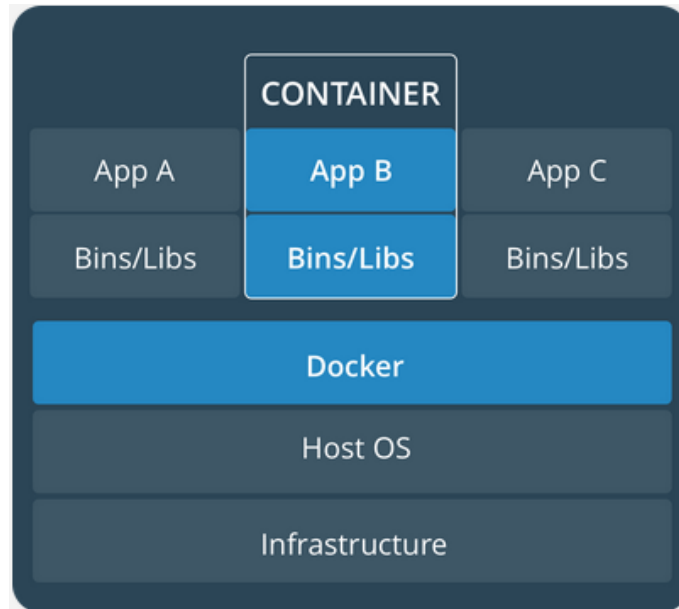 CONTAINER
App A
App B
App C
Bins/Libs
Bins/Libs
Bins/Libs
Docker
Host OS
Infrastructure